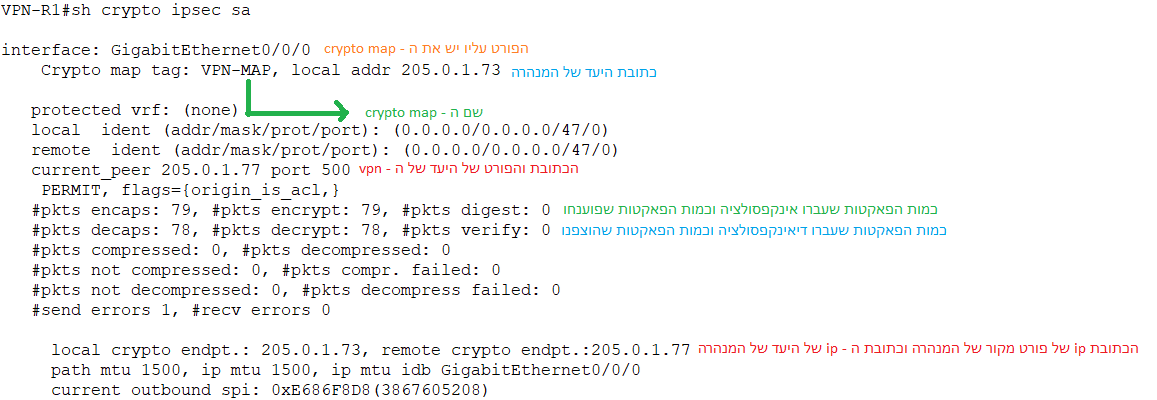 VPN-R1#sh crypto ipsec sa
interface: GigabitEthernet0/0/0 הפורט עליו יש את ה - crypto map
Crypto map tag: VPN-MAP, local addr 205.0.1.73 כתובת היעד של המנהרה
protected vrf: (none) שם ה - crypto map
local ident (addr/mask/prot/port): (0.0.0.0/0.0.0.0/47/0)
remote ident (addr/mask/prot/port): (0.0.0.0/0.0.0.0/47/0)
current_peer 205.0.1.77 port 500 הכתובת והפורט של היעד של ה - vpn
PERMIT, flags={origin_is_acl,}
#pkts encaps: 79, #pkts encrypt: 79, #pkts digest: 0 כמות הפאקטות שעברו אינקפסולציה וכמות הפאקטות שפוענחו
#pkts decaps: 78, #pkts decrypt: 78, #pkts verify: 0 כמות הפאקטות שעברו דיאינקפסולציה וכמות הפאקטות שהוצפנו
#pkts compressed: 0, #pkts decompressed: 0
#pkts not compressed: 0, #pkts compr. failed: 0
#pkts not decompressed: 0, #pkts decompress failed: 0
#send errors 1, #recv errors 0
local crypto endpt.: 205.0.1.73, remote crypto endpt.:205.0.1.77 הכתובת ip של פורט מקור של המנהרה וכתובת ה - ip של היעד של המנהרה
path mtu 1500, ip mtu 1500, ip mtu idb GigabitEthernet0/0/0
current outbound spi: 0xE686F8D8(3867605208)